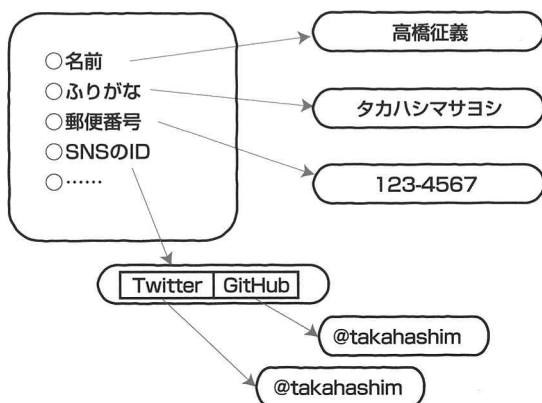 ○名前
○ふりがな
○郵便番号
○SNSのID
○……
高橋征義
タカハシマサヨシ
123-4567
Twitter GitHub
@takahashim
@takahashim